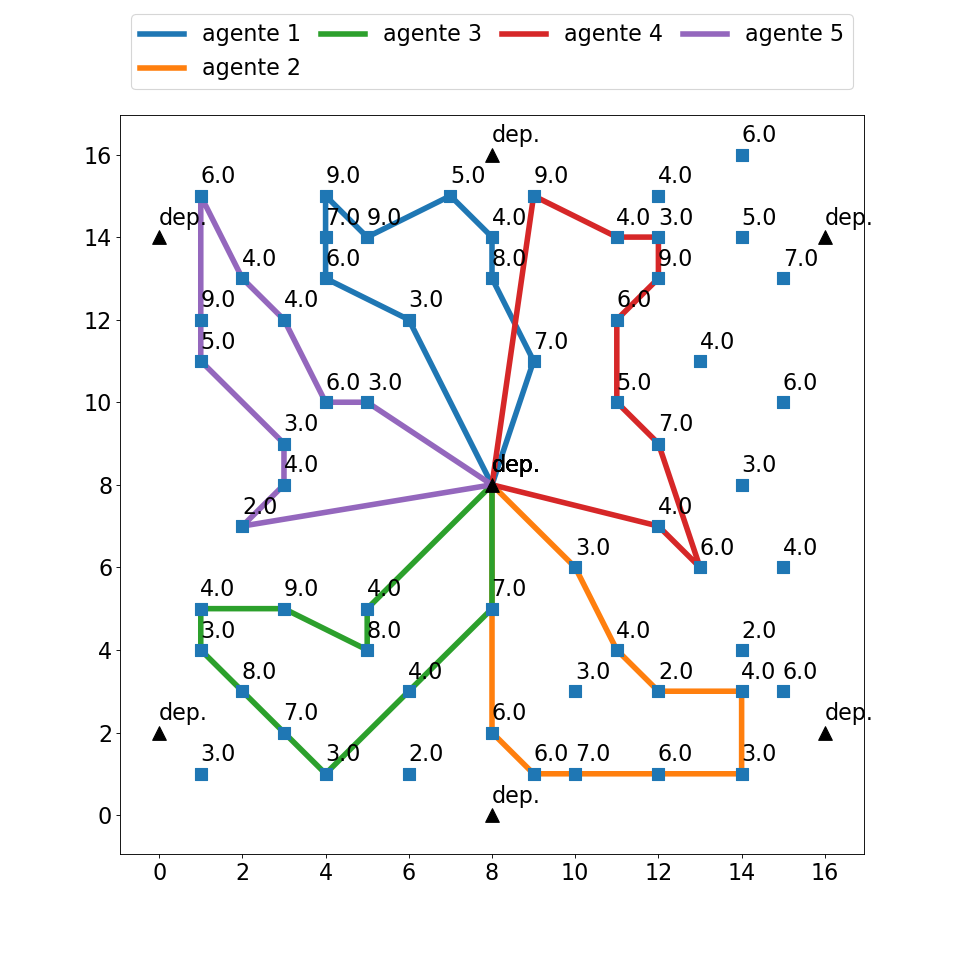 agente 1 agente 3 agente 4 agente 5
agente 2
dep. 6.0
16
6.0 9.0 5.0 9.0 4.0
dep. 7.0 9.0 4.0 4.0 3.0 5.0 dep.
14
4.0 6.0 8.0 9.0 7.0
9.0 4.0 3.0 6.0
12
5.0 7.0 4.0
6.0 3.0 5.0 6.0
10
3.0 7.0
4.0 dep. 3.0
8
2.0 4.0
3.0 6.0 4.0
6
4.0 9.0 4.0 7.0
3.0 8.0 4.0 2.0
4
8.0 4.0 3.0 2.0 4.0 6.0
dep. 7.0 6.0 dep.
2
3.0 3.0 2.0 6.0 7.0 6.0 3.0
dep.
0
0 2 4 6 8 10 12 14 16